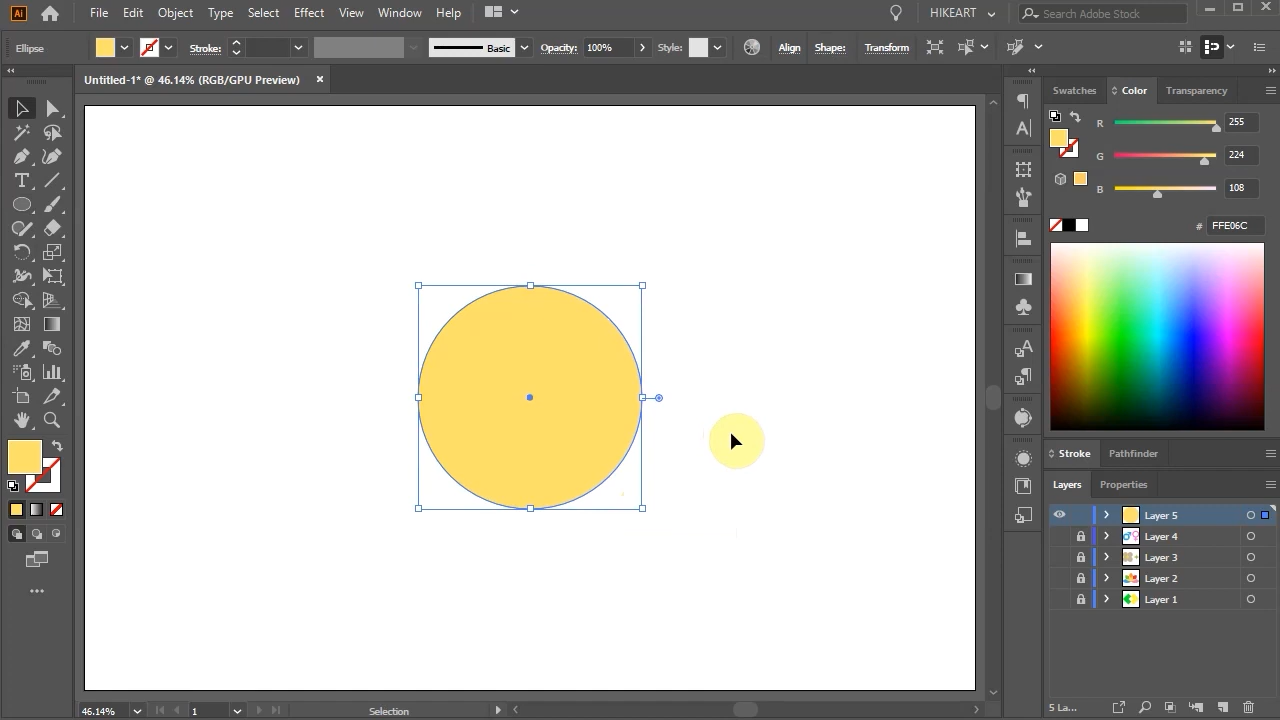 Ai File Edit Object Type Select Effect View Window Help HIKEART Search Adobe Stock
Ellipse Stroke: Basic Opacity: 100% Style: Align Shape: Transform
Untitled-1* @ 46.14% (RGB/GPU Preview) ×
Swatches Color Transparency
R 255
G 224
B 108
# FFE06C
Stroke Pathfinder
Layers Properties
Layer 5
Layer 4
Layer 3
Layer 2
Layer 1
46.14% 1 Selection 5 La...